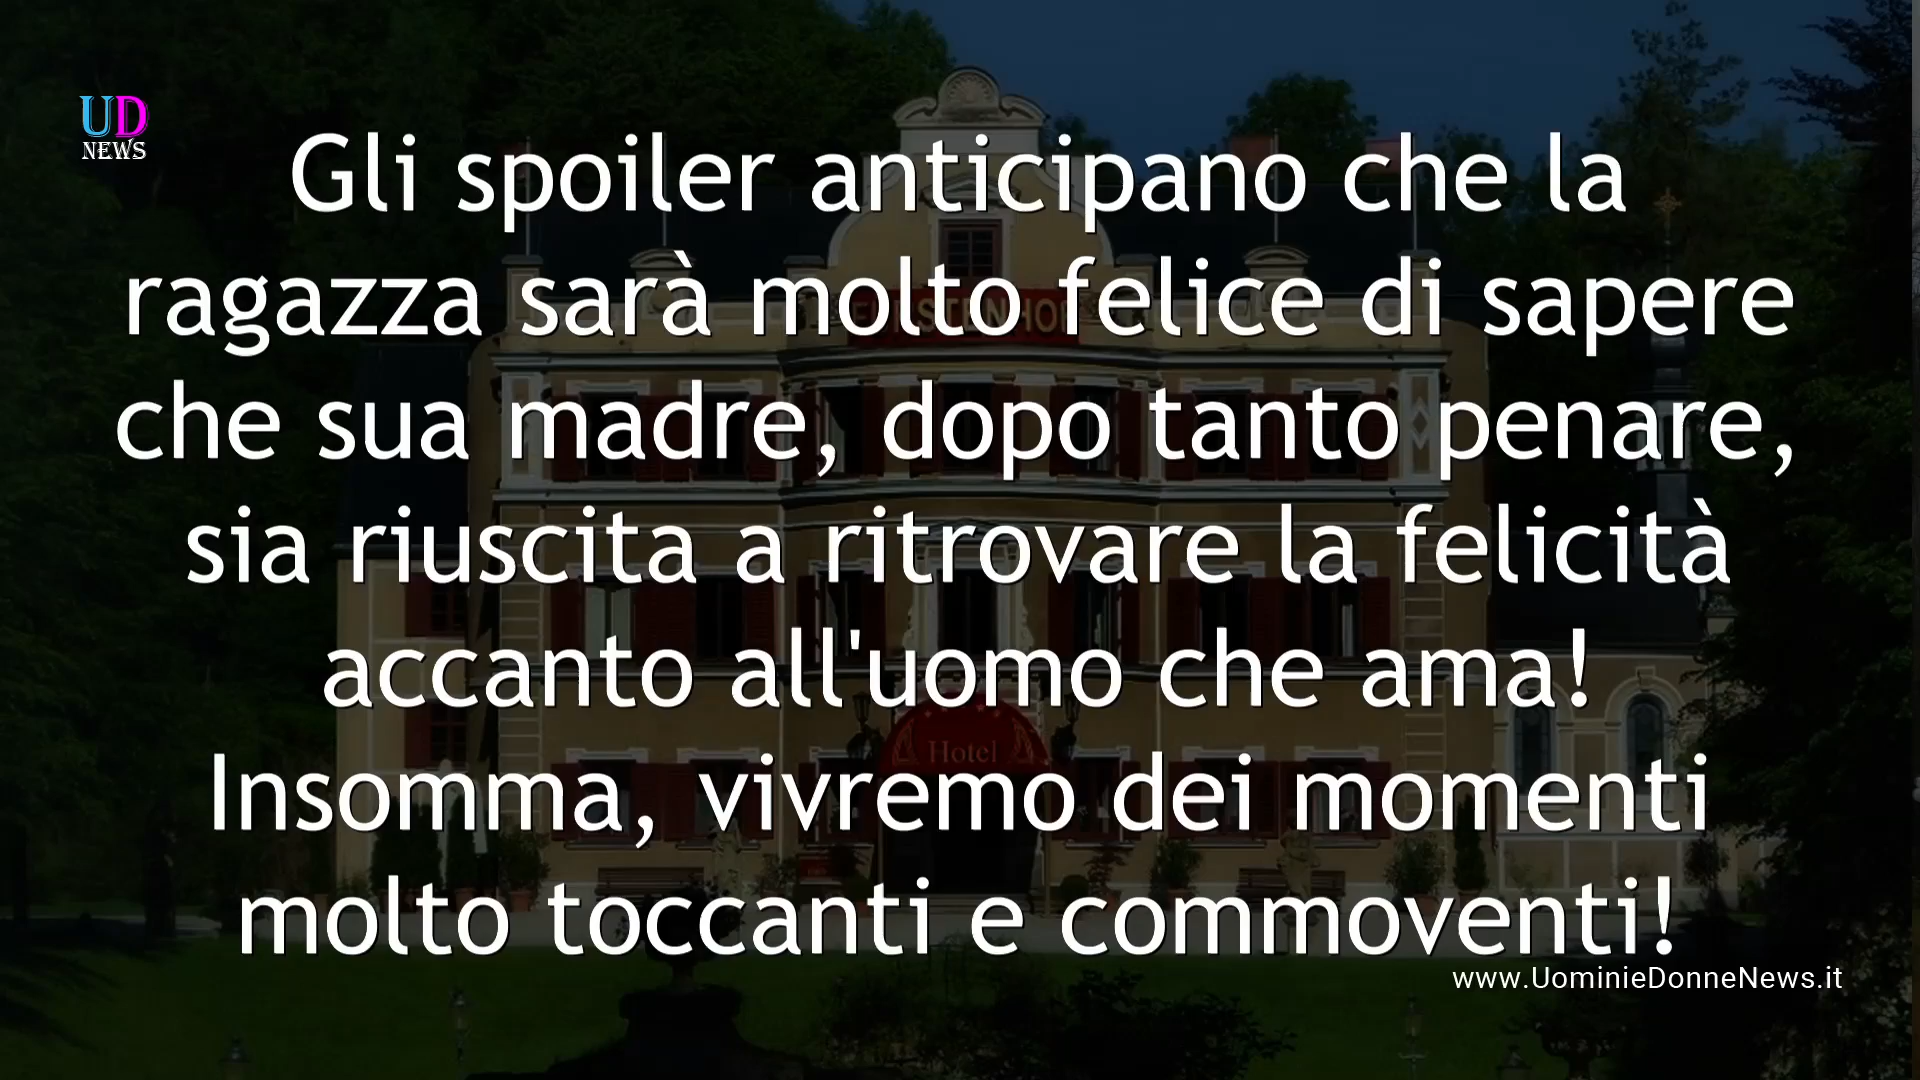 UD
NEWS
Gli spoiler anticipano che la
ragazza sarà molto felice di sapere
che sua madre, dopo tanto penare,
sia riuscita a ritrovare la felicità
accanto all'uomo che ama!
Insomma, vivremo dei momenti
molto toccanti e commoventi!
Hotel
www.UominieDonneNews.it